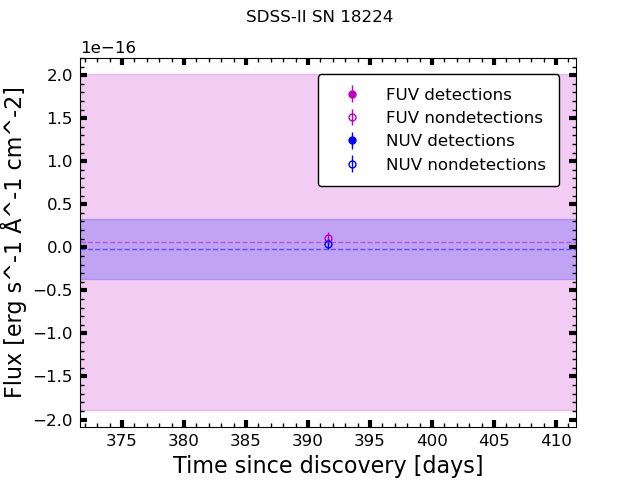 SDSS-II SN 18224
1e−16
2.0
1.5
1.0
0.5
0.0
−0.5
−1.0
−1.5
−2.0
Flux [erg s^-1 Å^-1 cm^-2]
FUV detections
FUV nondetections
NUV detections
NUV nondetections
375 380 385 390 395 400 405 410
Time since discovery [days]